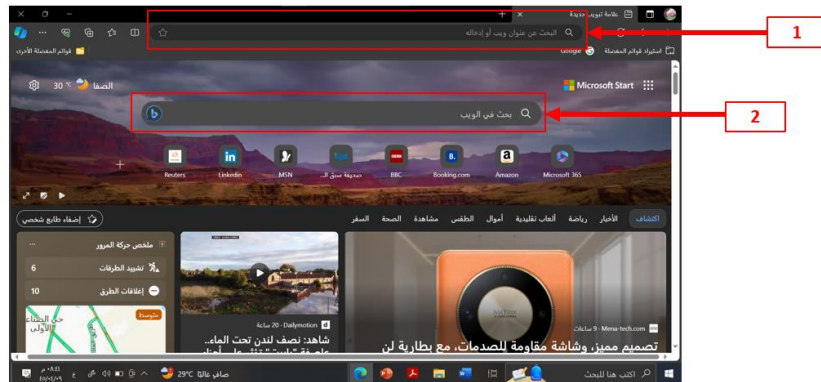 علامة تبويب جديدة
البحث عن عنوان ويب أو إدخاله
1
استيراد قوائم المفضلة
Google
قوائم المفضلة الأخرى
Microsoft Start
الصفا 30 °C
بحث في الويب
2
Microsoft 365
Amazon
Booking.com
BBC
صحيفة سبق ال...
MSN
LinkedIn
Reuters
اكتشاف الأخبار رياضة ألعاب تقليدية أموال الطقس مشاهدة الصحة السفر
إضفاء طابع شخصي
Mena-tech.com · 9 ساعات
تصميم مميز، وشاشة مقاومة للصدمات، مع بطارية لن
Dailymotion · 20 ساعة
شاهد: نصف لندن تحت الماء..
ملخص حركة المرور
تشييد الطرقات 6
إغلاقات الطرق 10
متوسط
اكتب هنا للبحث
29°C صافٍ غالبًا